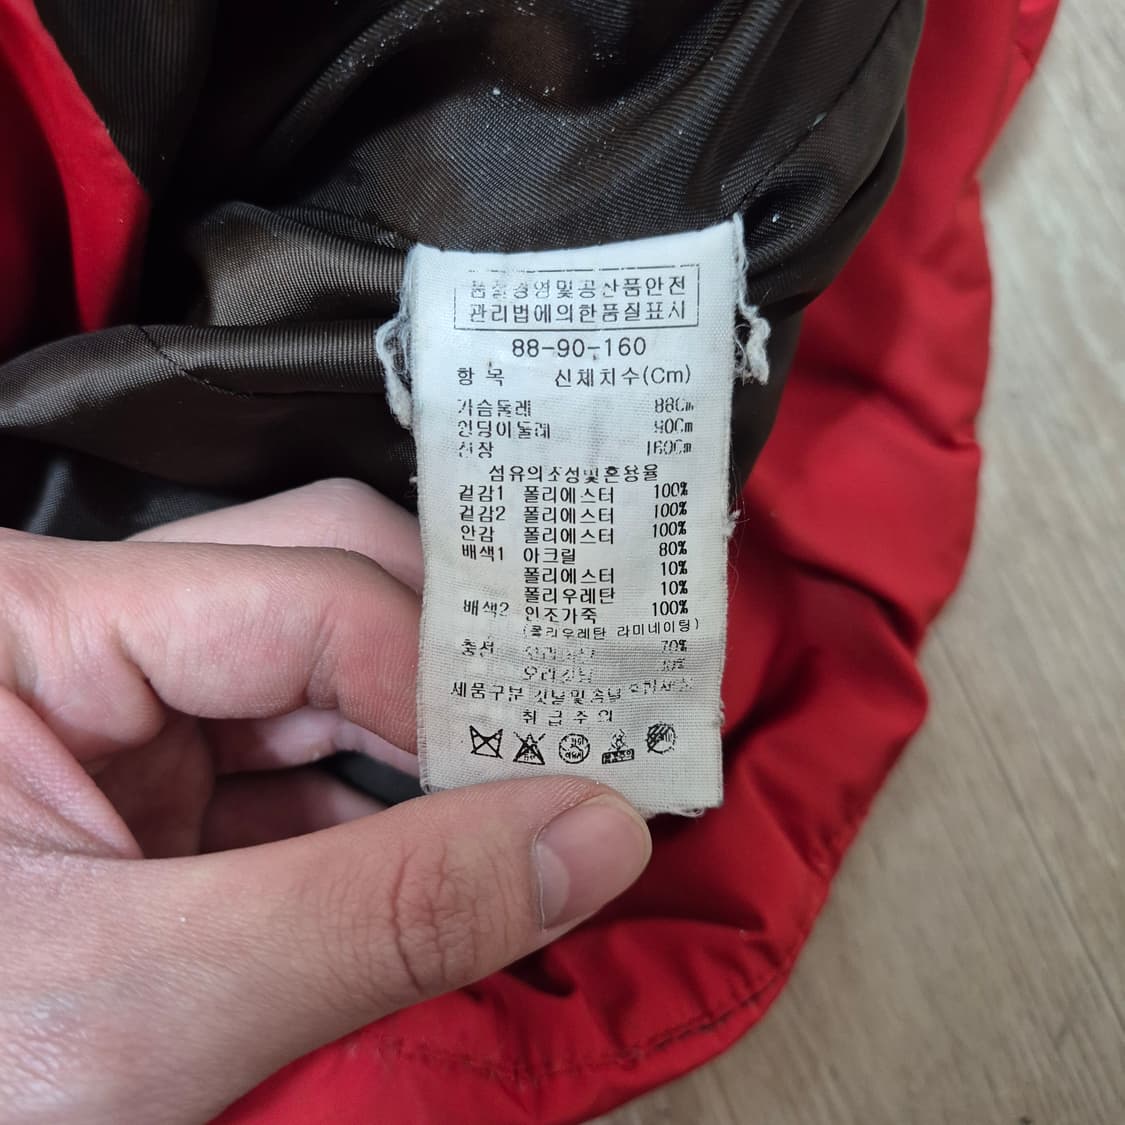 품질경영및공산품안전
관리법에의한품질표시
88-90-160
항 목 신체치수(Cm)
가슴둘레 88Cm
엉덩이둘레 90Cm
신장 160Cm
섬유의조성및혼용율
겉감1 폴리에스터 100%
겉감2 폴리에스터 100%
안감 폴리에스터 100%
배색1 아크릴 80%
폴리에스터 10%
폴리우레탄 10%
배색2 인조가죽 100%
(폴리우레탄 라미네이팅)
충전 70%
취급주의